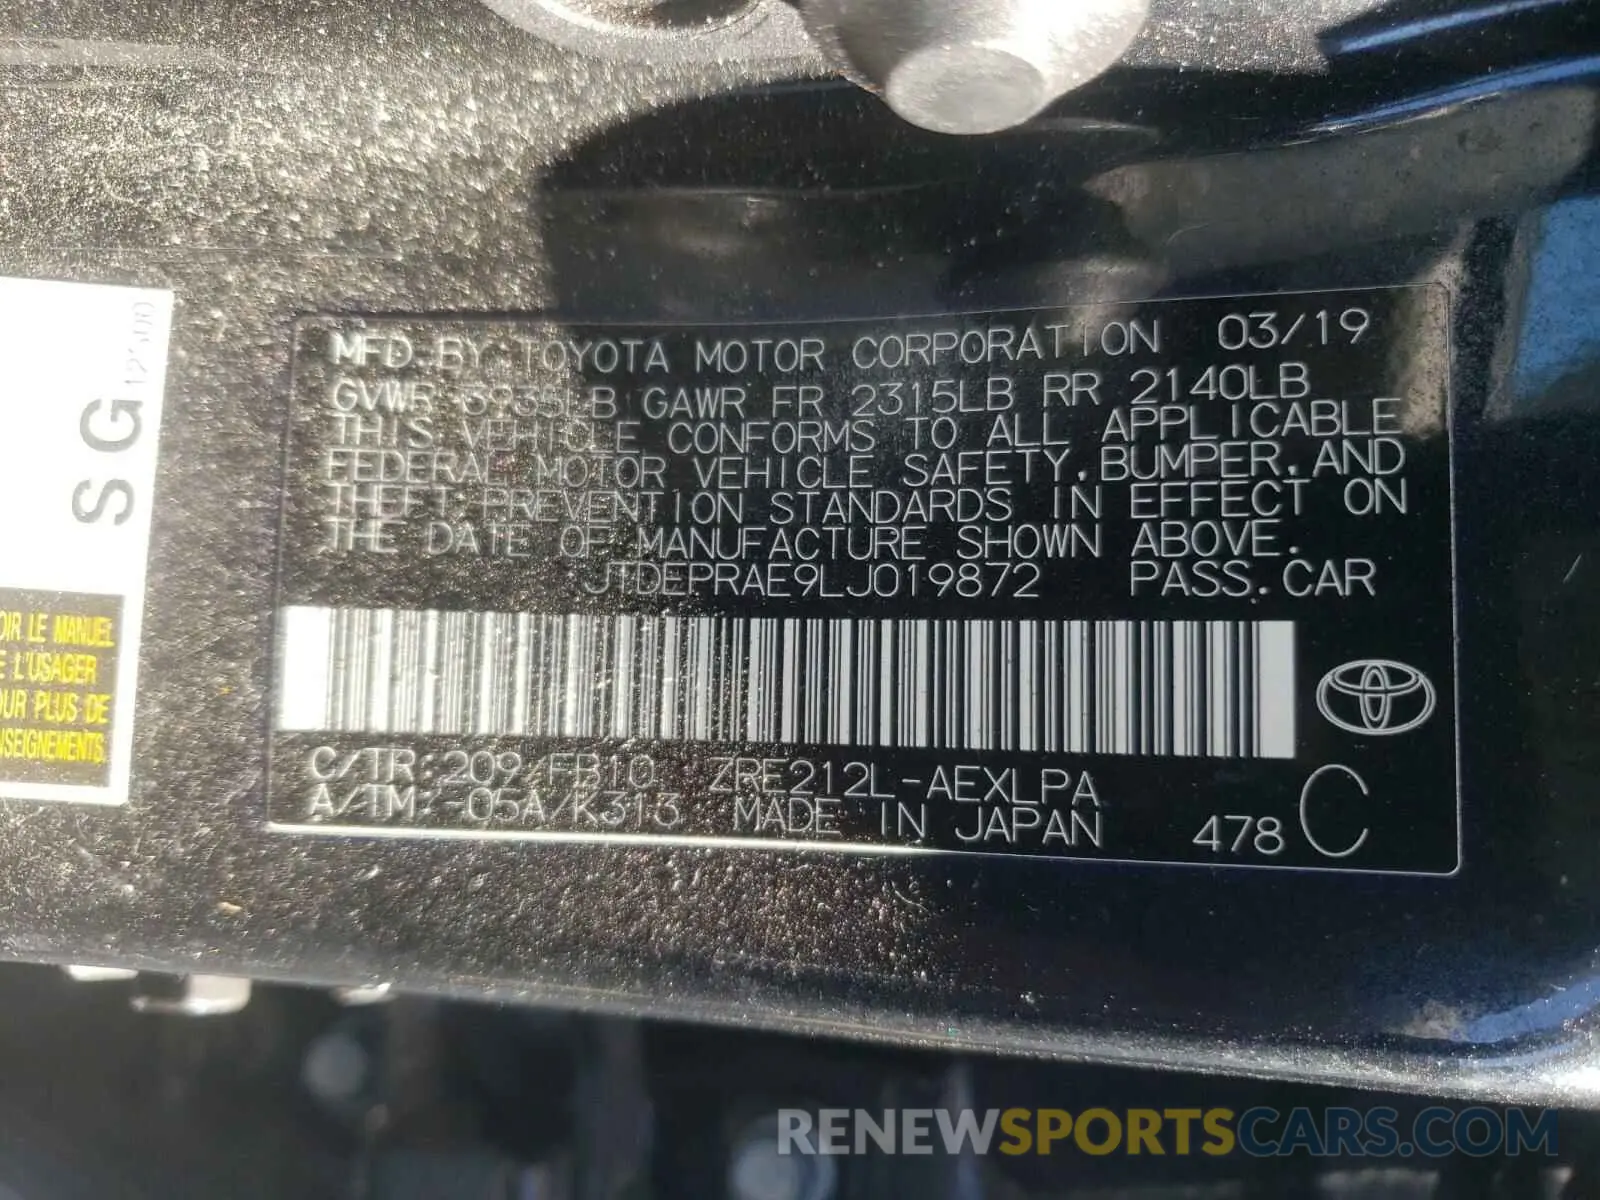 MFD BY: TOYOTA MOTOR CORPORATION 03/19
GVWR 3935LB GAWR FR 2315LB RR 2140LB
THIS VEHICLE CONFORMS TO ALL APPLICABLE
FEDERAL MOTOR VEHICLE SAFETY, BUMPER, AND
THEFT PREVENTION STANDARDS IN EFFECT ON
THE DATE OF MANUFACTURE SHOWN ABOVE.
JTDEPRAE9LJ019872 PASS. CAR
C/TR: 209/FB10 ZRE212L-AEXLPA
A/TM: -05A/K313 MADE IN JAPAN 478 C
SG
OIR LE MANUEL
E L'USAGER
OUR PLUS DE
NSEIGNEMENTS.
RENEWSPORTSCARS.COM